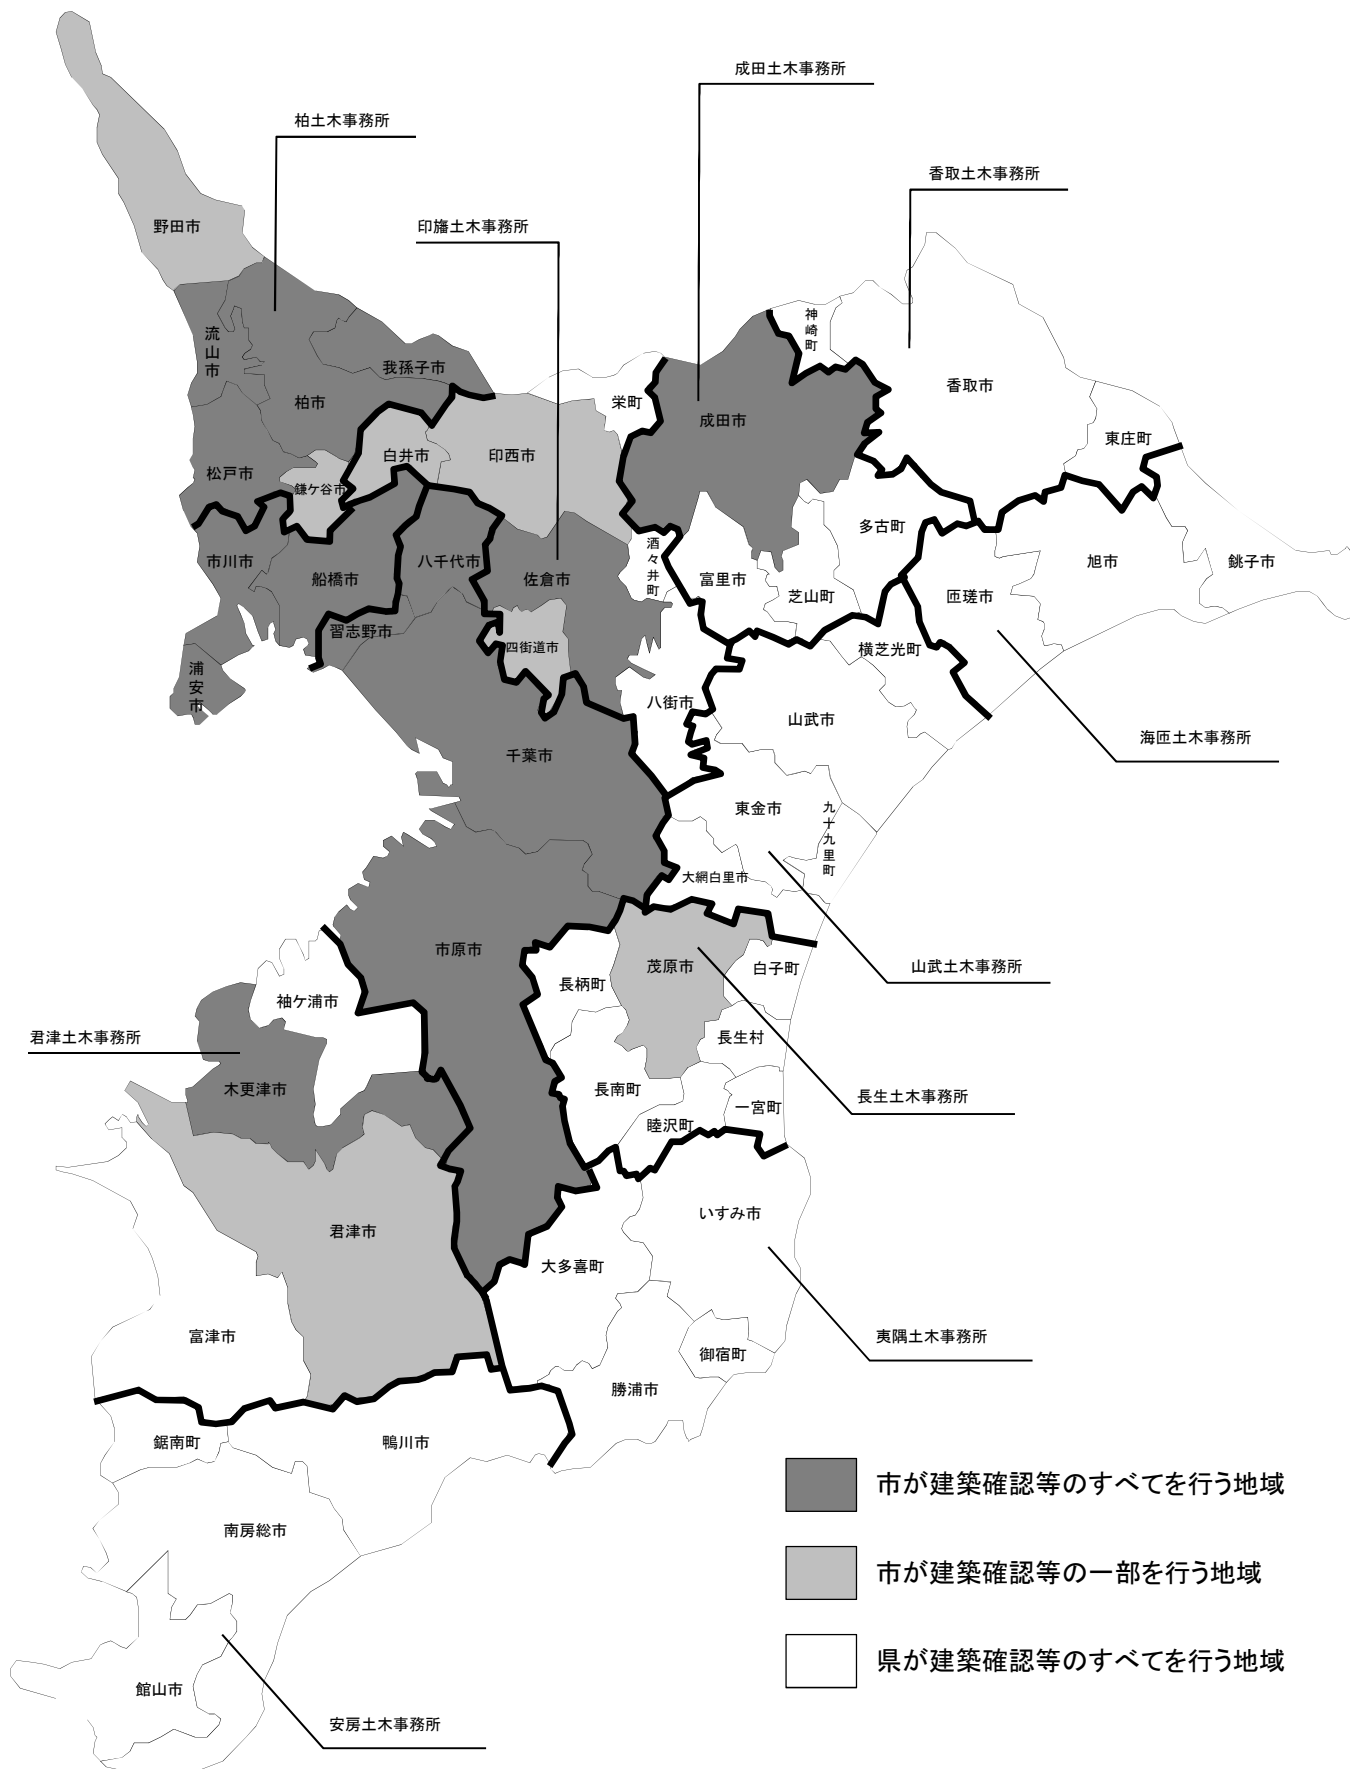 成田土木事務所
柏土木事務所
香取土木事務所
印旛土木事務所
野田市
神崎町
流山市
我孫子市
香取市
柏市
栄町
成田市
東庄町
白井市
印西市
松戸市
鎌ケ谷市
多古町
酒々井町
市川市
八千代市
船橋市
佐倉市
富里市
芝山町
匝瑳市
旭市
銚子市
習志野市
四街道市
横芝光町
浦安市
八街市
山武市
海匝土木事務所
千葉市
東金市
九十九里町
大網白里市
市原市
茂原市
白子町
山武土木事務所
長柄町
袖ケ浦市
君津土木事務所
長生村
木更津市
長南町
長生土木事務所
一宮町
睦沢町
いすみ市
君津市
大多喜町
富津市
夷隅土木事務所
御宿町
勝浦市
鋸南町
鴨川市
市が建築確認等のすべてを行う地域
南房総市
市が建築確認等の一部を行う地域
県が建築確認等のすべてを行う地域
館山市
安房土木事務所